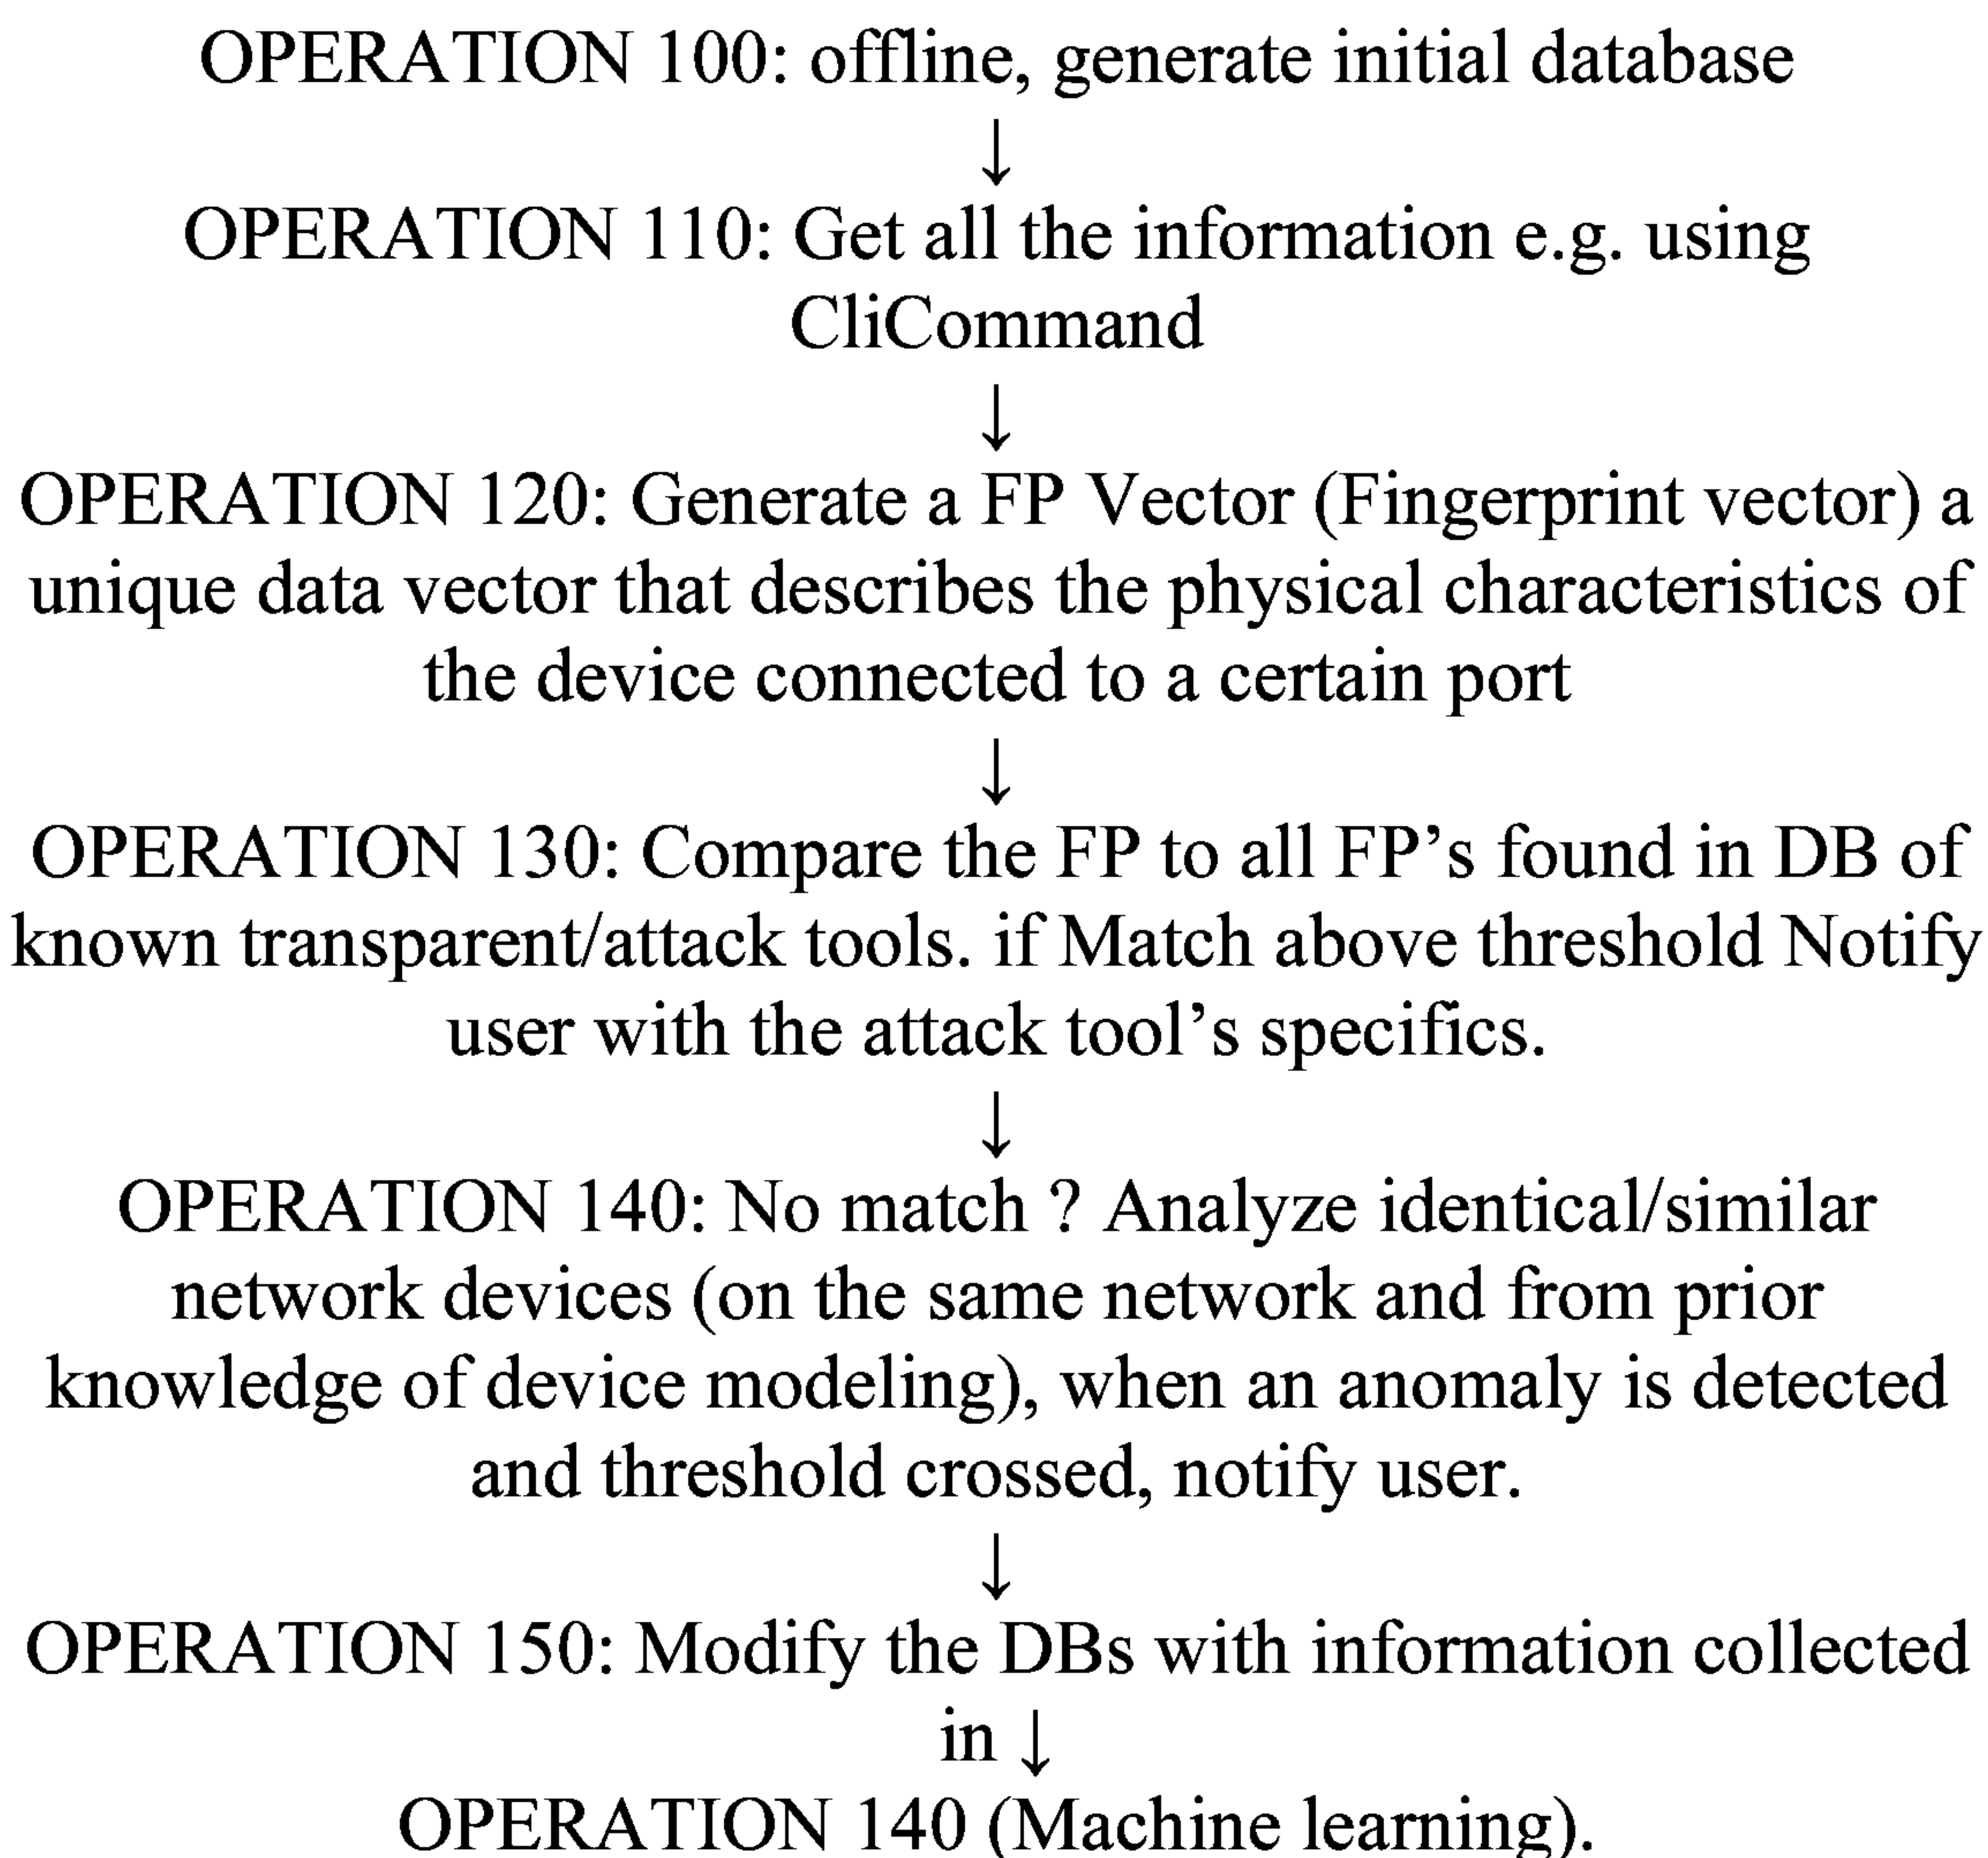 OPERATION 100: offline, generate initial database
↓
OPERATION 110: Get all the information e.g. using
CliCommand
↓
OPERATION 120: Generate a FP Vector (Fingerprint vector) a
unique data vector that describes the physical characteristics of
the device connected to a certain port
↓
OPERATION 130: Compare the FP to all FP’s found in DB of
known transparent/attack tools. if Match above threshold Notify
user with the attack tool’s specifics.
↓
OPERATION 140: No match ? Analyze identical/similar
network devices (on the same network and from prior
knowledge of device modeling), when an anomaly is detected
and threshold crossed, notify user.
↓
OPERATION 150: Modify the DBs with information collected
in ↓
OPERATION 140 (Machine learning).